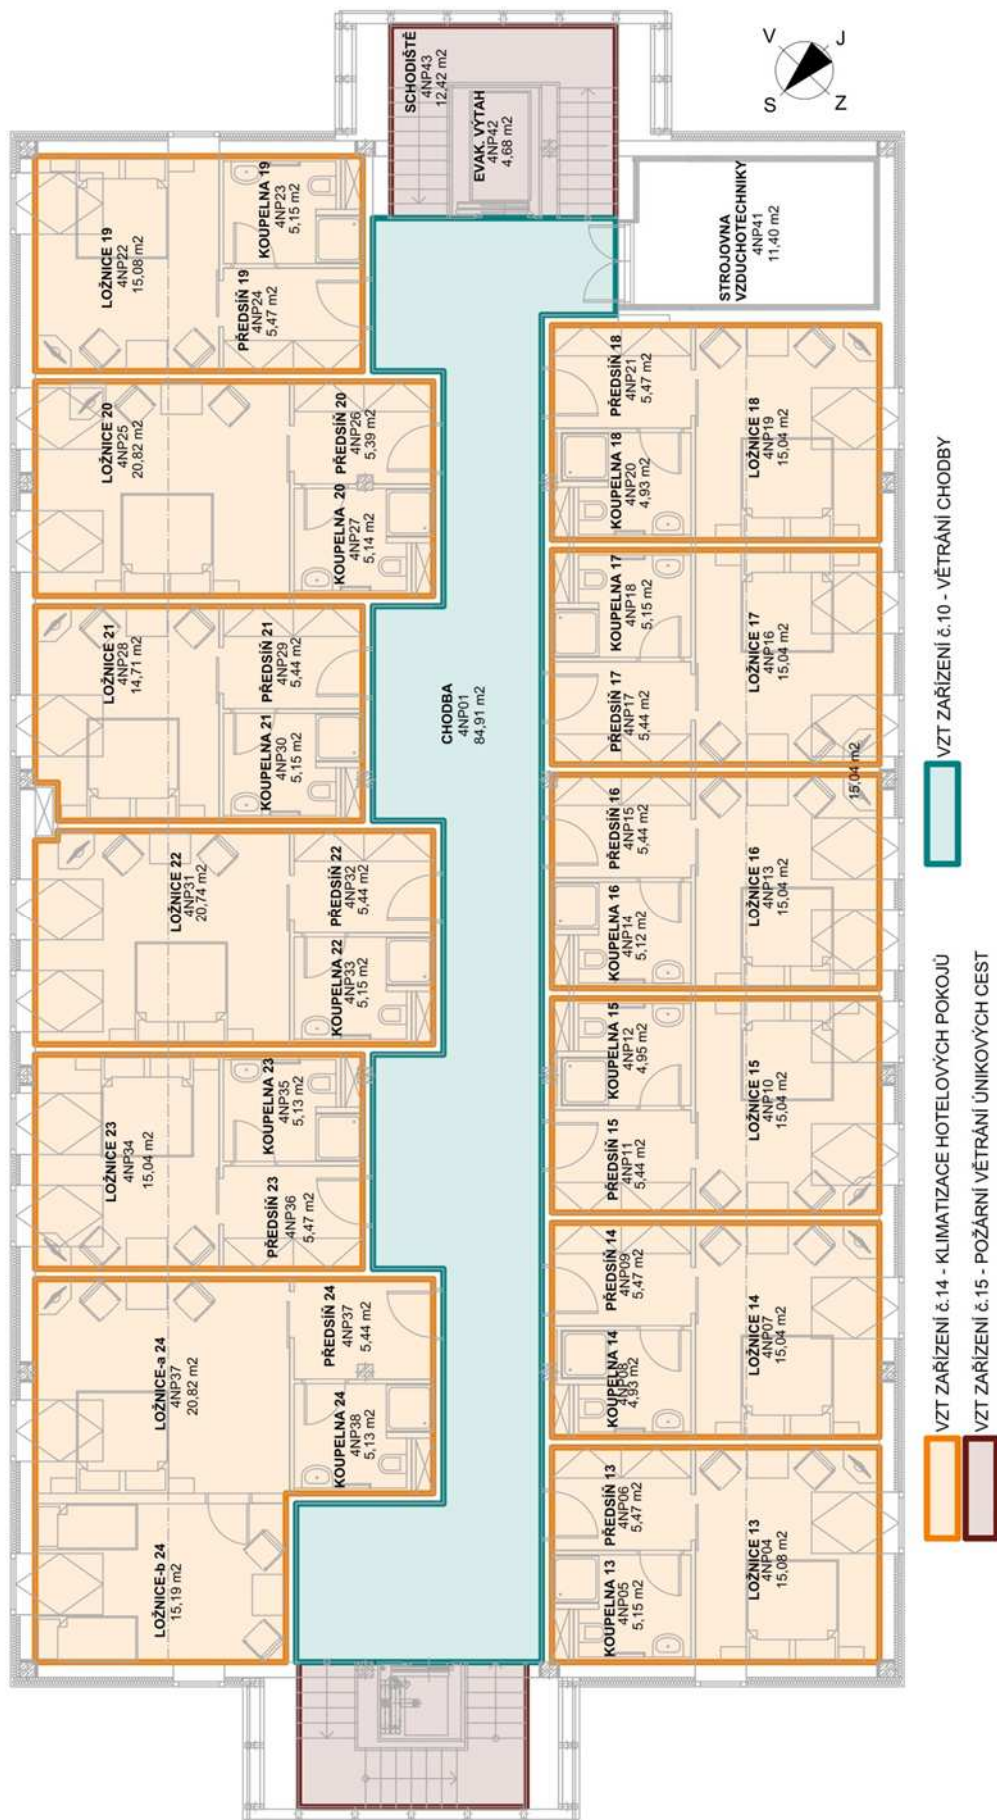 SCHODIŠTĚ
4NP43
12,42 m2
EVAK. VÝTAH
4NP42
4,68 m2
V
J
S
Z
STROJOVNA
VZDUCHOTECHNIKY
4NP41
11,40 m2
LOŽNICE 19
4NP22
15,08 m2
KOUPELNA 19
4NP23
5,15 m2
PŘEDSÍŇ 19
4NP24
5,47 m2
LOŽNICE 20
4NP25
20,82 m2
PŘEDSÍŇ 20
4NP26
5,39 m2
KOUPELNA 20
4NP27
5,14 m2
LOŽNICE 21
4NP28
14,71 m2
PŘEDSÍŇ 21
4NP29
5,44 m2
KOUPELNA 21
4NP30
5,15 m2
LOŽNICE 22
4NP31
20,74 m2
PŘEDSÍŇ 22
4NP32
5,44 m2
KOUPELNA 22
4NP33
5,15 m2
LOŽNICE 23
4NP34
15,04 m2
KOUPELNA 23
4NP35
5,13 m2
PŘEDSÍŇ 23
4NP36
5,47 m2
LOŽNICE-a 24
4NP37
20,82 m2
PŘEDSÍŇ 24
4NP37
5,44 m2
KOUPELNA 24
4NP38
5,13 m2
LOŽNICE-b 24
15,19 m2
CHODBA
4NP01
84,91 m2
PŘEDSÍŇ 18
4NP21
5,47 m2
KOUPELNA 18
4NP20
4,93 m2
LOŽNICE 18
4NP19
15,04 m2
KOUPELNA 17
4NP18
5,15 m2
PŘEDSÍŇ 17
4NP17
5,44 m2
LOŽNICE 17
4NP16
15,04 m2
15,04 m2
PŘEDSÍŇ 16
4NP15
5,44 m2
KOUPELNA 16
4NP14
5,12 m2
LOŽNICE 16
4NP13
15,04 m2
KOUPELNA 15
4NP12
4,95 m2
PŘEDSÍŇ 15
4NP11
5,44 m2
LOŽNICE 15
4NP10
15,04 m2
PŘEDSÍŇ 14
4NP09
5,47 m2
KOUPELNA 14
4NP08
4,93 m2
LOŽNICE 14
4NP07
15,04 m2
PŘEDSÍŇ 13
4NP06
5,47 m2
KOUPELNA 13
4NP05
5,15 m2
LOŽNICE 13
4NP04
15,08 m2
VZT ZAŘÍZENÍ č.14 - KLIMATIZACE HOTELOVÝCH POKOJŮ
VZT ZAŘÍZENÍ č.10 - VĚTRÁNÍ CHODBY
VZT ZAŘÍZENÍ č.15 - POŽÁRNÍ VĚTRÁNÍ ÚNIKOVÝCH CEST